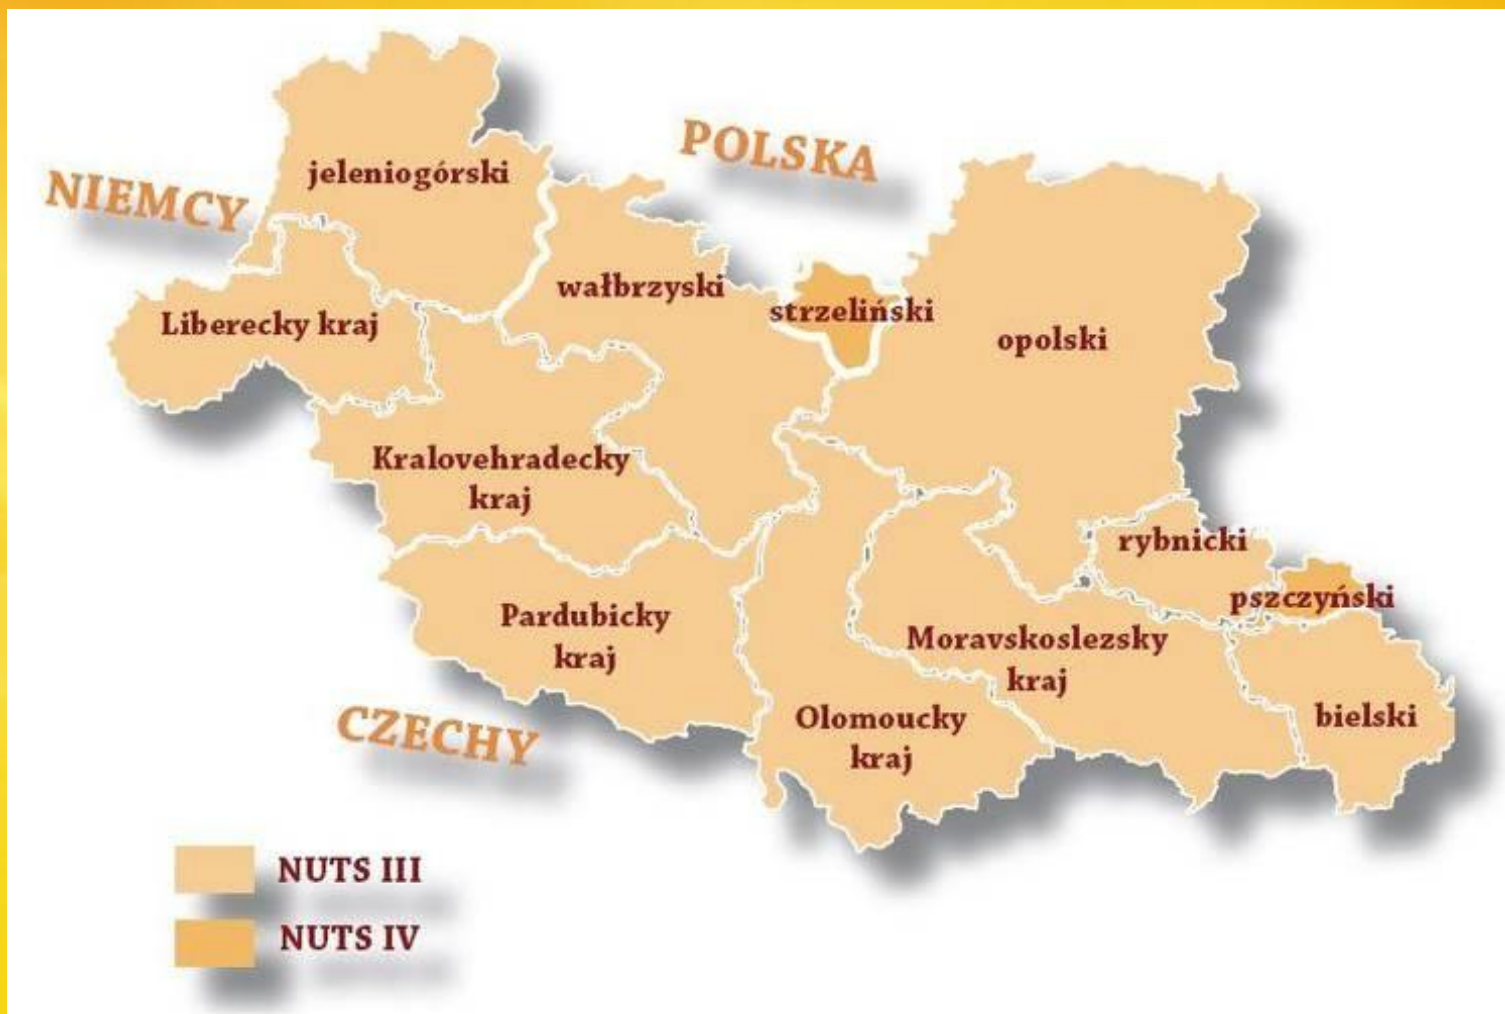 POLSKA
jeleniogórski
NIEMCY
wałbrzyski
strzeliński
Liberecky kraj
opolski
Kralovehradecky
kraj
rybnicki
pszczyński
Pardubicky
kraj
Moravskoslezsky
kraj
Olomoucky
kraj
bielski
CZECHY
NUTS III
NUTS IV